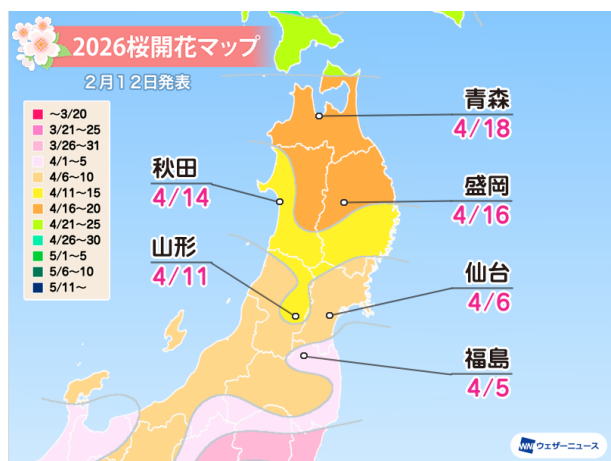 2026桜開花マップ
2月12日発表
～3/20
3/21～25
3/26～31
4/1～5
4/6～10
4/11～15
4/16～20
4/21～25
4/26～30
5/1～5
5/6～10
5/11～
青森
4/18
秋田
4/14
盛岡
4/16
山形
4/11
仙台
4/6
福島
4/5
WN ウェザーニュース